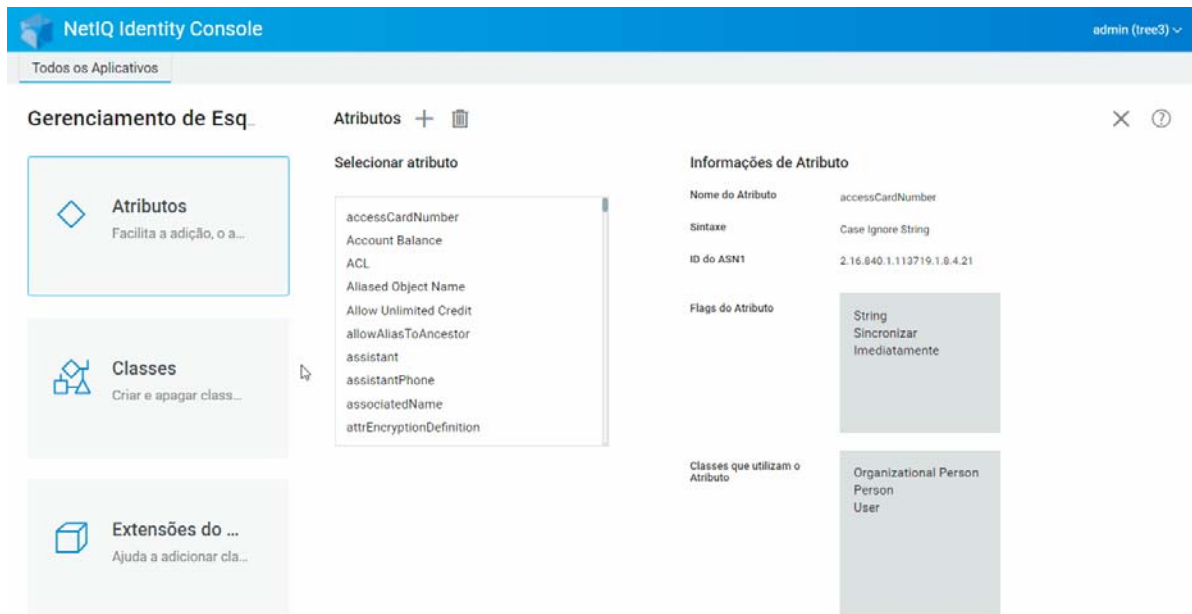 NetIQ Identity Console
admin (tree3)
Todos os Aplicativos
Gerenciamento de Esq...
Atributos
Facilita a adição, o a...
Classes
Criar e apagar class...
Extensões do ...
Ajuda a adicionar cla...
Atributos
Selecionar atributo
accessCardNumber
Account Balance
ACL
Aliased Object Name
Allow Unlimited Credit
allowAliasToAncestor
assistant
assistantPhone
associatedName
attrEncryptionDefinition
Informações de Atributo
Nome do Atributo
accessCardNumber
Sintaxe
Case Ignore String
ID do ASN1
2.16.840.1.113719.1.8.4.21
Flags do Atributo
String
Sincronizar
Imediatamente
Classes que utilizam o
Atributo
Organizational Person
Person
User